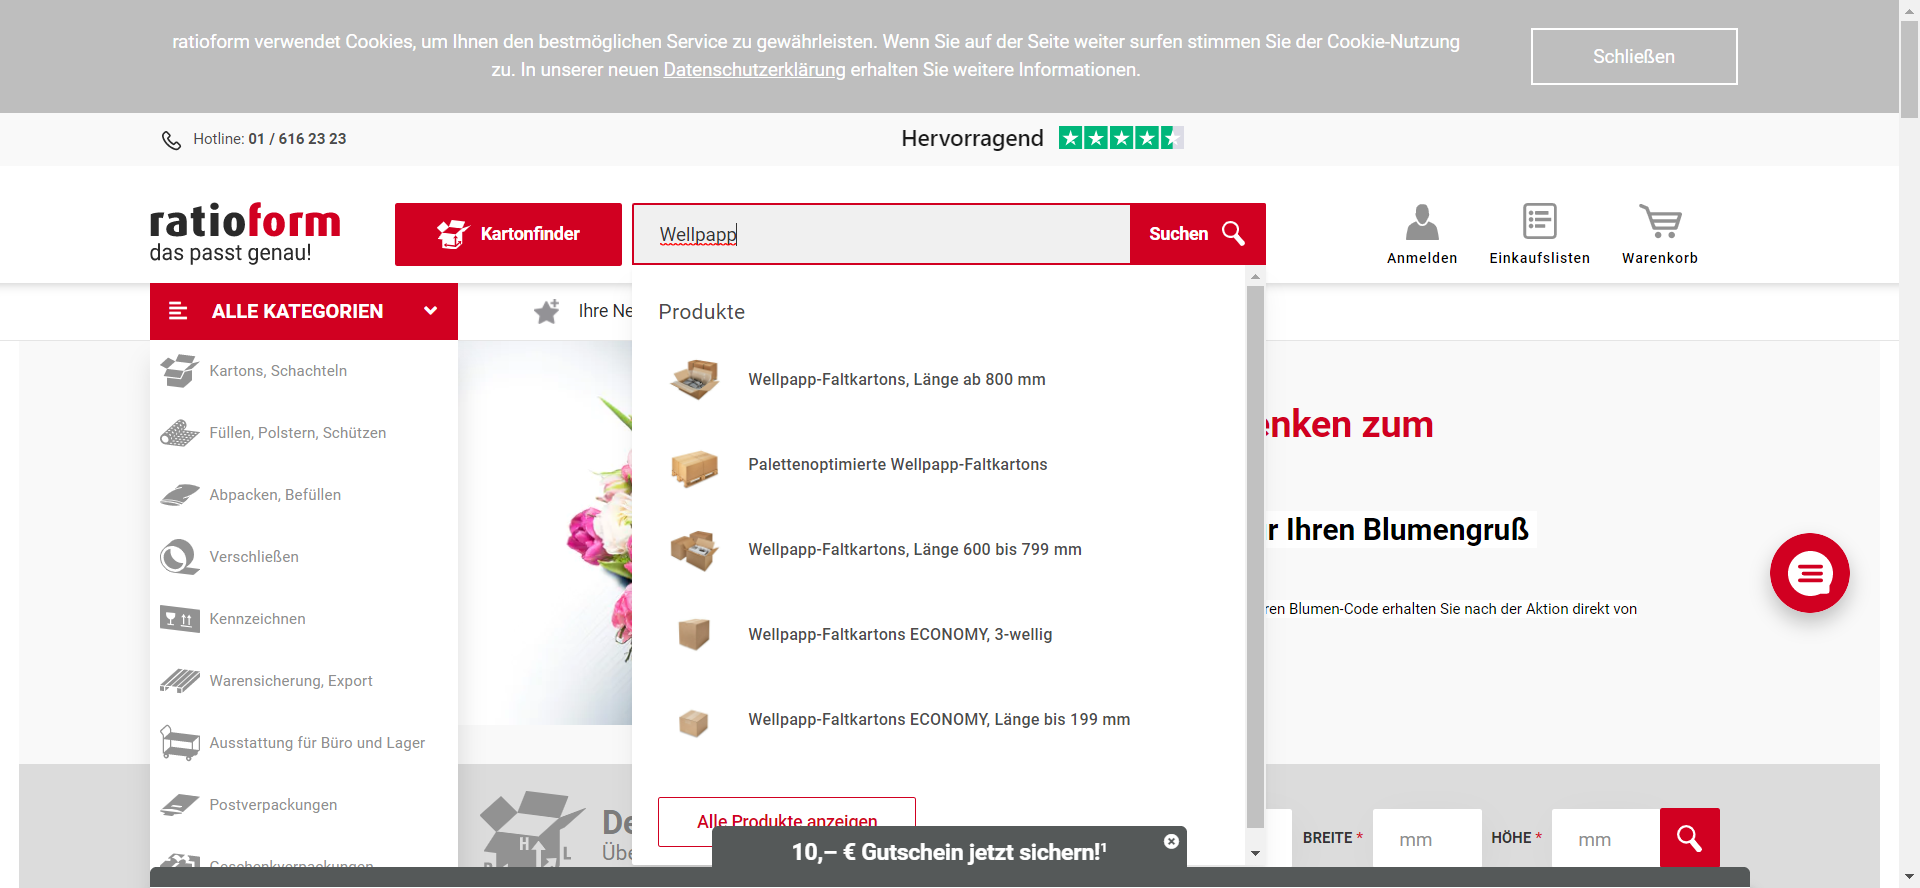 ratioform verwendet Cookies, um Ihnen den bestmöglichen Service zu gewährleisten. Wenn Sie auf der Seite weiter surfen stimmen Sie der Cookie-Nutzung
zu. In unserer neuen Datenschutzerklärung erhalten Sie weitere Informationen.
Schließen
Hotline: 01 / 616 23 23
Hervorragend
ratioform
das passt genau!
Kartonfinder
Wellpapp
Suchen
Anmelden
Einkaufslisten
Warenkorb
ALLE KATEGORIEN
Ihre Ne
Produkte
Kartons, Schachteln
Füllen, Polstern, Schützen
Abpacken, Befüllen
Verschließen
Kennzeichnen
Warensicherung, Export
Ausstattung für Büro und Lager
Postverpackungen
Geschenkverpackungen
Wellpapp-Faltkartons, Länge ab 800 mm
Palettenoptimierte Wellpapp-Faltkartons
Wellpapp-Faltkartons, Länge 600 bis 799 mm
Wellpapp-Faltkartons ECONOMY, 3-wellig
Wellpapp-Faltkartons ECONOMY, Länge bis 199 mm
Alle Produkte anzeigen
enken zum
r Ihren Blumengruß
ren Blumen-Code erhalten Sie nach der Aktion direkt von
H
B
L
De
Übe
BREITE *
mm
HÖHE *
mm
10,– € Gutschein jetzt sichern!¹